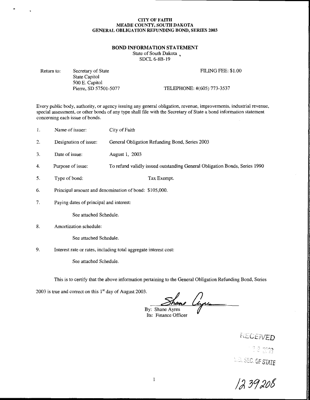 CITY OF FAITH
MEADE COUNTY, SOUTH DAKOTA
GENERAL OBLIGATION REFUNDING BOND, SERIES 2003
BOND INFORMATION STATEMENT
State of South Dakota
SDCL 6-8B-19
Return to: Secretary of State FILING FEE: $1.00
State Capitol
500 E. Capitol
Pierre, SD 57501-5077 TELEPHONE: #(605) 773-3537
Every public body, authority, or agency issuing any general obligation, revenue, improvements, industrial revenue,
special assessment, or other bonds of any type shall file with the Secretary of State a bond information statement
concerning each issue of bonds.
1. Name of issuer: City of Faith
2. Designation of issue: General Obligation Refunding Bond, Series 2003
3. Date of issue: August 1, 2003
4. Purpose of issue: To refund validly issued outstanding General Obligation Bonds, Series 1990
5. Type of bond: Tax Exempt.
6. Principal amount and denomination of bond: $105,000.
7. Paying dates of principal and interest:
See attached Schedule.
8. Amortization schedule:
See attached Schedule.
9. Interest rate or rates, including total aggregate interest cost:
See attached Schedule.
This is to certify that the above information pertaining to the General Obligation Refunding Bond, Series
2003 is true and correct on this 1st day of August 2003.
Shane Ayres
By: Shane Ayres
Its: Finance Officer
RECEIVED
SEC. OF STATE
1
1239208